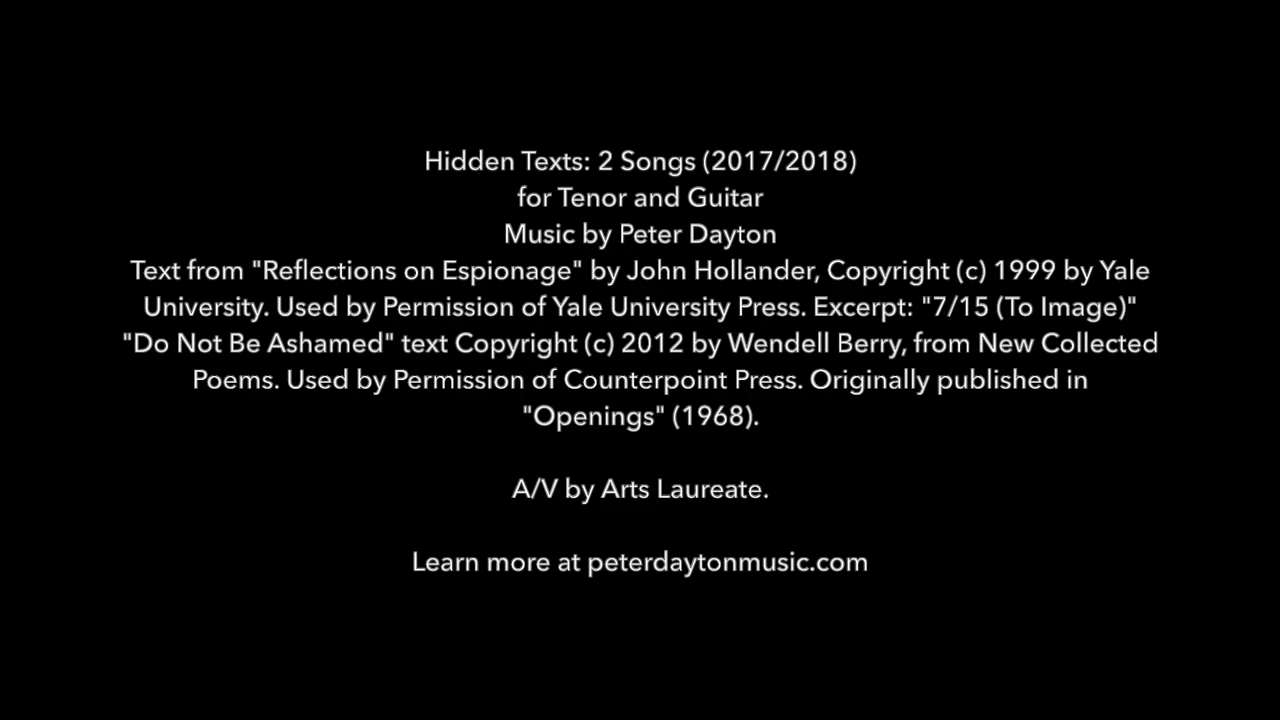 Hidden Texts: 2 Songs (2017/2018)
for Tenor and Guitar
Music by Peter Dayton
Text from "Reflections on Espionage" by John Hollander, Copyright (c) 1999 by Yale
University. Used by Permission of Yale University Press. Excerpt: "7/15 (To Image)"
"Do Not Be Ashamed" text Copyright (c) 2012 by Wendell Berry, from New Collected
Poems. Used by Permission of Counterpoint Press. Originally published in
"Openings" (1968).
A/V by Arts Laureate.
Learn more at peterdaytonmusic.com